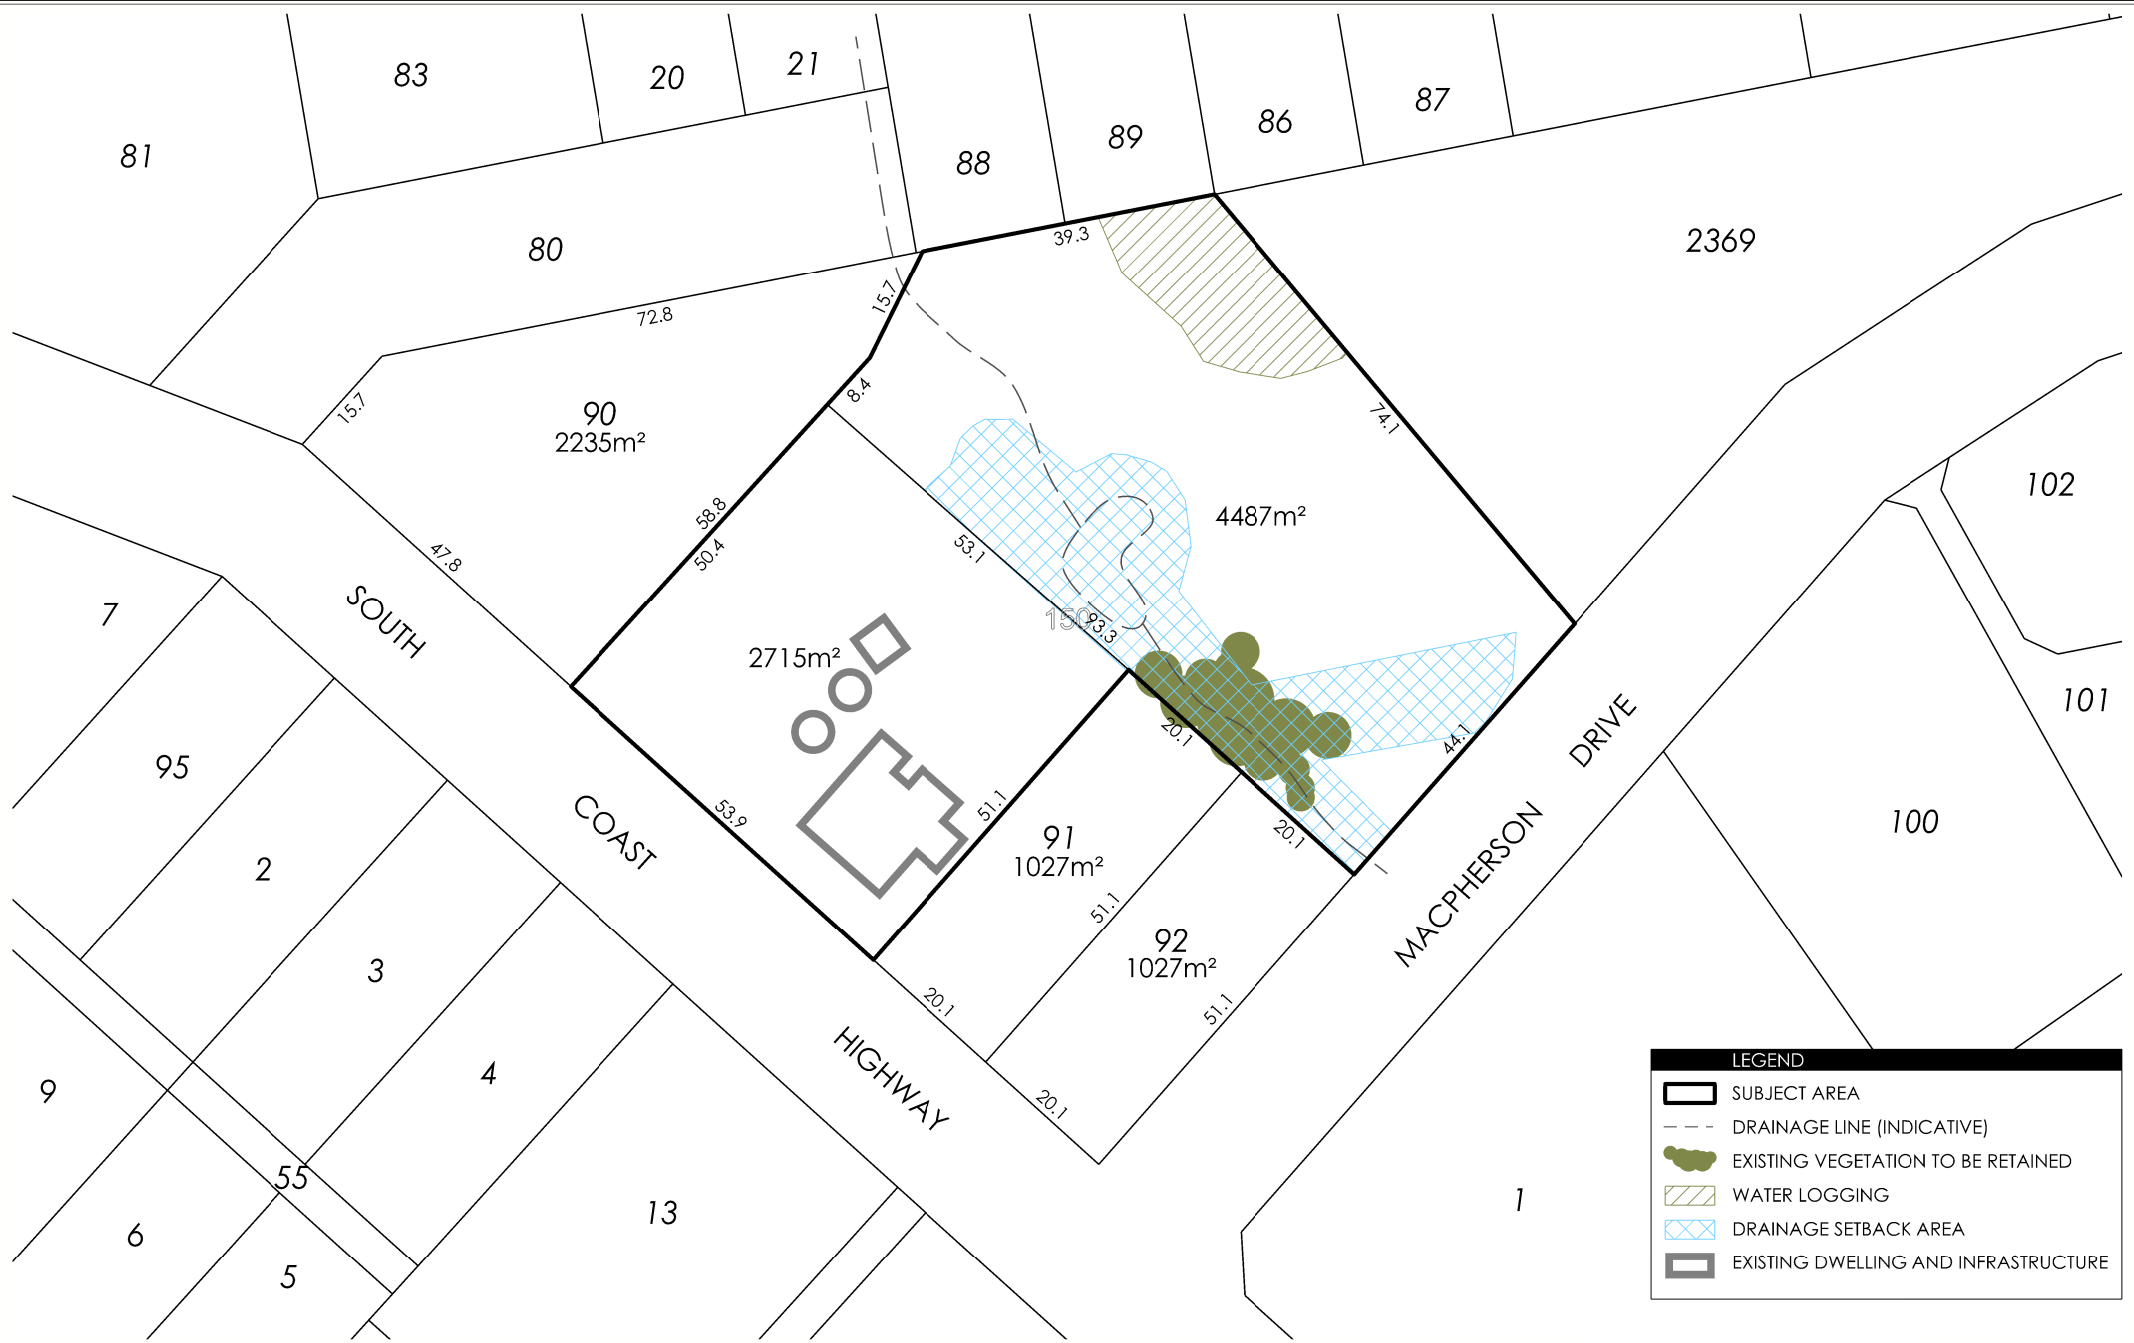 83
20
21
81
88
89
86
87
80
2369
39.3
15.7
72.8
8.4
15.7
90
2235m²
74.1
102
58.8
50.4
53.1
4487m²
47.8
7
SOUTH
93.3
2715m²
101
95
20.1
44.1
DRIVE
53.9
51.1
COAST
91
1027m²
20.1
MACPHERSON
100
2
51.1
92
1027m²
3
20.1
51.1
4
9
HIGHWAY
20.1
55
13
1
6
5
LEGEND
SUBJECT AREA
DRAINAGE LINE (INDICATIVE)
EXISTING VEGETATION TO BE RETAINED
WATER LOGGING
DRAINAGE SETBACK AREA
EXISTING DWELLING AND INFRASTRUCTURE